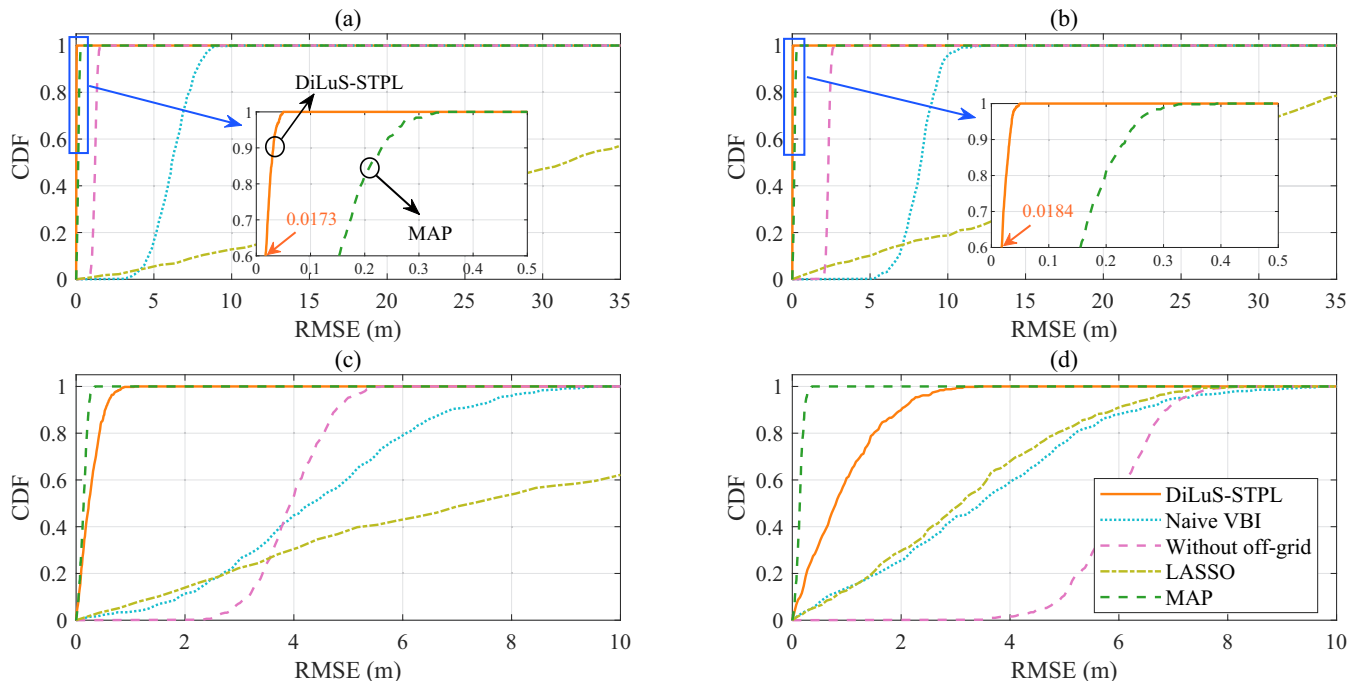 (a)
1
0.8
0.6
0.4
0.2
0
CDF
0 5 10 15 20 25 30 35
RMSE (m)
DiLuS-STPL
MAP
0.0173
1
0.9
0.8
0.7
0.6
0 0.1 0.2 0.3 0.4 0.5
(b)
1
0.8
0.6
0.4
0.2
0
CDF
0 5 10 15 20 25 30 35
RMSE (m)
0.0184
1
0.9
0.8
0.7
0.6
0 0.1 0.2 0.3 0.4 0.5
(c)
1
0.8
0.6
0.4
0.2
0
CDF
0 2 4 6 8 10
RMSE (m)
(d)
1
0.8
0.6
0.4
0.2
0
CDF
0 2 4 6 8 10
RMSE (m)
DiLuS-STPL
Naive VBI
Without off-grid
LASSO
MAP